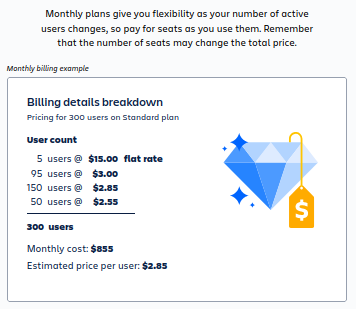 Monthly plans give you flexibility as your number of active
users changes, so pay for seats as you use them. Remember
that the number of seats may change the total price.
Monthly billing example
Billing details breakdown
Pricing for 300 users on Standard plan
User count
5 users @ $15.00 flat rate
95 users @ $3.00
150 users @ $2.85
50 users @ $2.55
300 users
Monthly cost: $855
Estimated price per user: $2.85
$